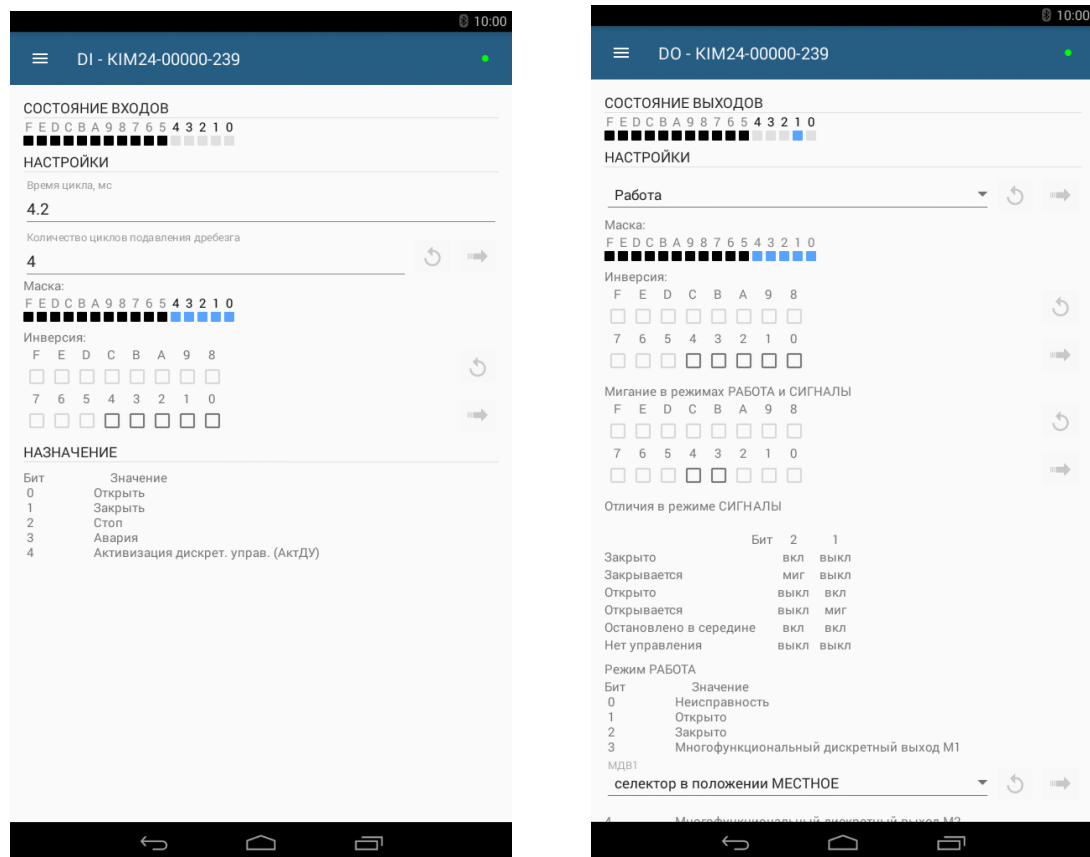 10:00
DI - KIM24-00000-239
СОСТОЯНИЕ ВХОДОВ
F E D C B A 9 8 7 6 5 4 3 2 1 0
НАСТРОЙКИ
Время цикла, мс
4.2
Количество циклов подавления дребезга
4
Маска:
F E D C B A 9 8 7 6 5 4 3 2 1 0
Инверсия:
F E D C B A 9 8
7 6 5 4 3 2 1 0
НАЗНАЧЕНИЕ
Бит Значение
0 Открыть
1 Закрыть
2 Стоп
3 Авария
4 Активизация дискрет. управ. (АктДУ)
10:00
DO - KIM24-00000-239
СОСТОЯНИЕ ВЫХОДОВ
F E D C B A 9 8 7 6 5 4 3 2 1 0
НАСТРОЙКИ
Работа
Маска:
F E D C B A 9 8 7 6 5 4 3 2 1 0
Инверсия:
F E D C B A 9 8
7 6 5 4 3 2 1 0
Мигание в режимах РАБОТА и СИГНАЛЫ
F E D C B A 9 8
7 6 5 4 3 2 1 0
Отличия в режиме СИГНАЛЫ
Бит 2 1
Закрыто вкл выкл
Закрывается миг выкл
Открыто выкл вкл
Открывается выкл миг
Остановлено в середине вкл вкл
Нет управления выкл выкл
Режим РАБОТА
Бит Значение
0 Неисправность
1 Открыто
2 Закрыто
3 Многофункциональный дискретный выход М1
МДВ1
селектор в положении МЕСТНОЕ
4 Многофункциональный дискретный выход М2